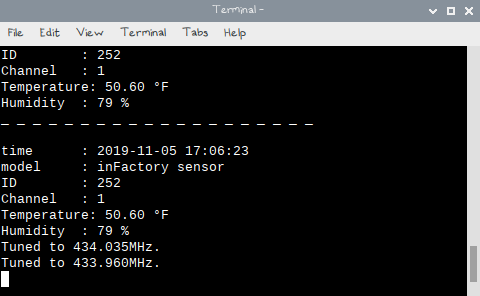 Terminal -
File Edit View Terminal Tabs Help
ID : 252
Channel : 1
Temperature: 50.60 °F
Humidity : 79 %
_ _ _ _ _ _ _ _ _ _ _ _ _ _ _ _ _ _ _ _
time : 2019-11-05 17:06:23
model : inFactory sensor
ID : 252
Channel : 1
Temperature: 50.60 °F
Humidity : 79 %
Tuned to 434.035MHz.
Tuned to 433.960MHz.